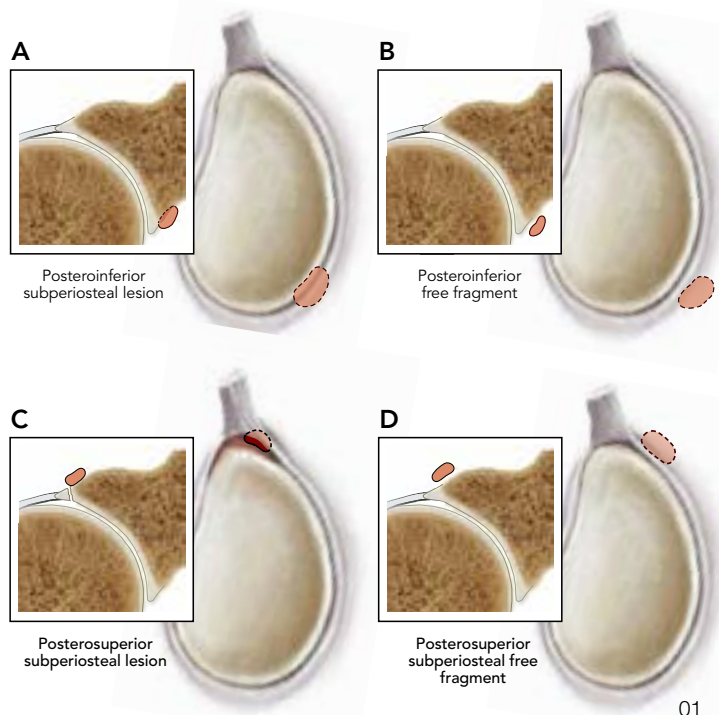 A
B
Posteroinferior
subperiosteal lesion
Posteroinferior
free fragment
C
D
Posterosuperior
subperiosteal lesion
Posterosuperior
subperiosteal free
fragment
01